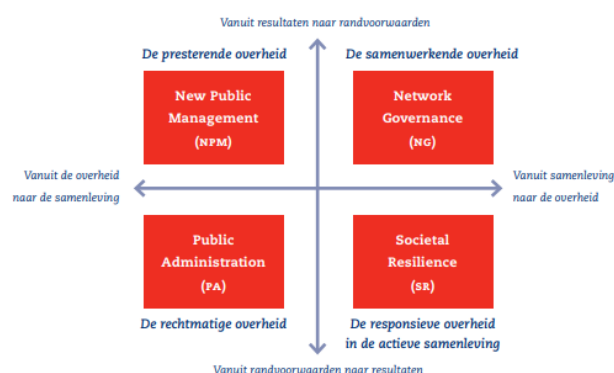 Vanuit resultaten naar randvoorwaarden
De presterende overheid
De samenwerkende overheid
New Public
Management
(NPM)
Network
Governance
(NG)
Vanuit de overheid
naar de samenleving
Vanuit samenleving
naar de overheid
Public
Administration
(PA)
Societal
Resilience
(SR)
De rechtmatige overheid
De responsieve overheid
in de actieve samenleving
Vanuit randvoorwaarden naar resultaten